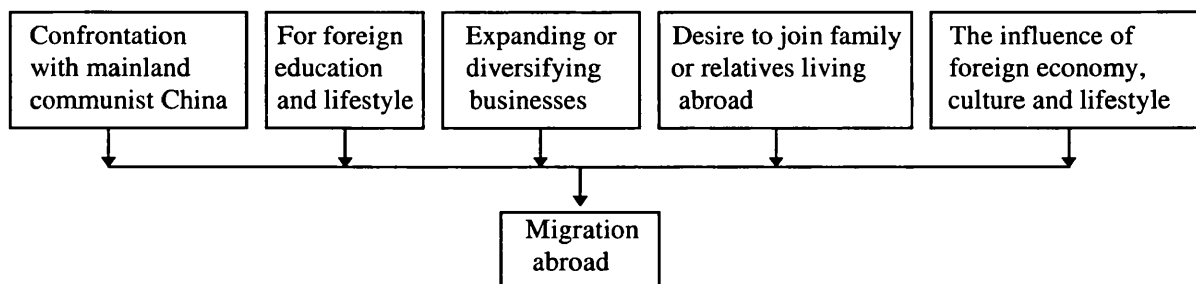 Confrontation
with mainland
communist China
For foreign
education
and lifestyle
Expanding or
diversifying
businesses
Desire to join family
or relatives living
abroad
The influence of
foreign economy,
culture and lifestyle
Migration
abroad